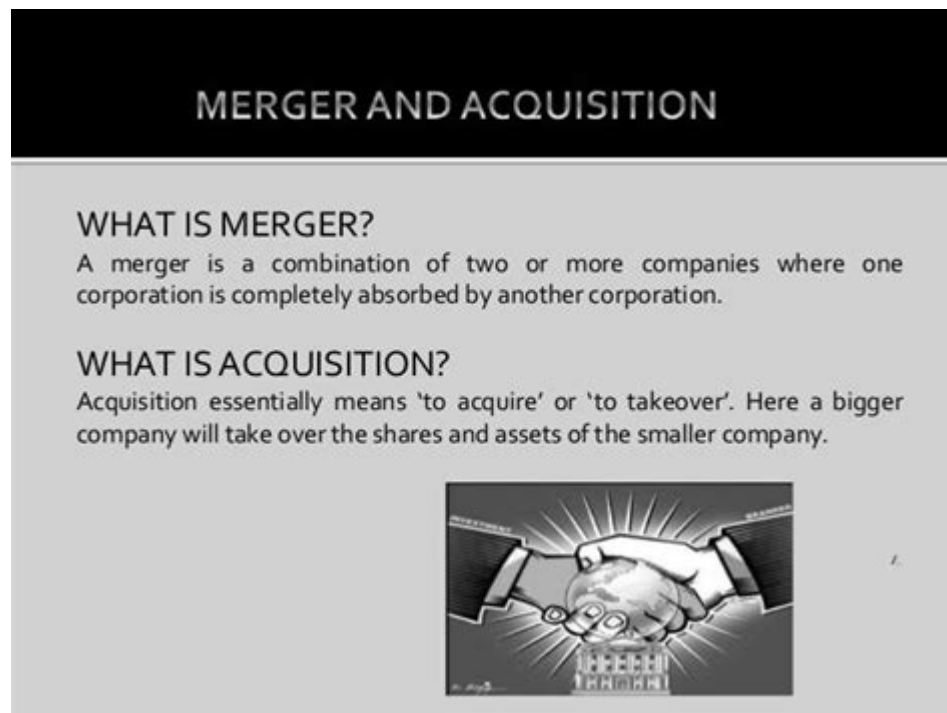 MERGER AND ACQUISITION
WHAT IS MERGER?
A merger is a combination of two or more companies where one
corporation is completely absorbed by another corporation.
WHAT IS ACQUISITION?
Acquisition essentially means ‘to acquire’ or ‘to takeover’. Here a bigger
company will take over the shares and assets of the smaller company.
INVESTMENT